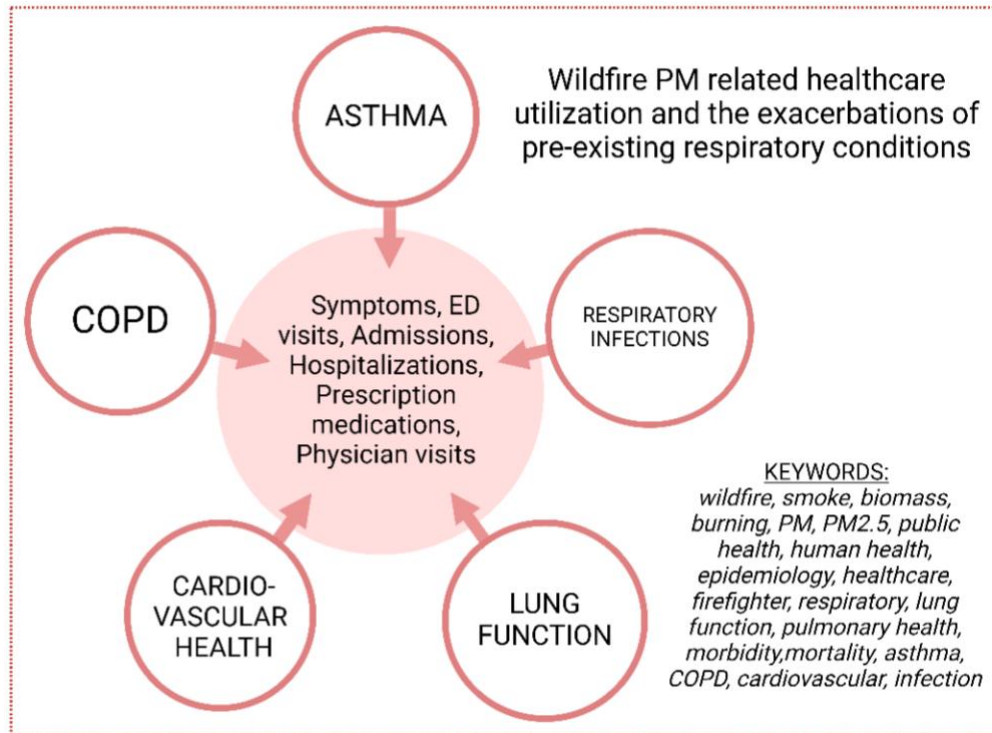 Wildfire PM related healthcare
utilization and the exacerbations of
pre-existing respiratory conditions
ASTHMA
COPD
RESPIRATORY
INFECTIONS
Symptoms, ED
visits, Admissions,
Hospitalizations,
Prescription
medications,
Physician visits
CARDIO-
VASCULAR
HEALTH
LUNG
FUNCTION
KEYWORDS:
wildfire, smoke, biomass,
burning, PM, PM2.5, public
health, human health,
epidemiology, healthcare,
firefighter, respiratory, lung
function, pulmonary health,
morbidity,mortality, asthma,
COPD, cardiovascular, infection